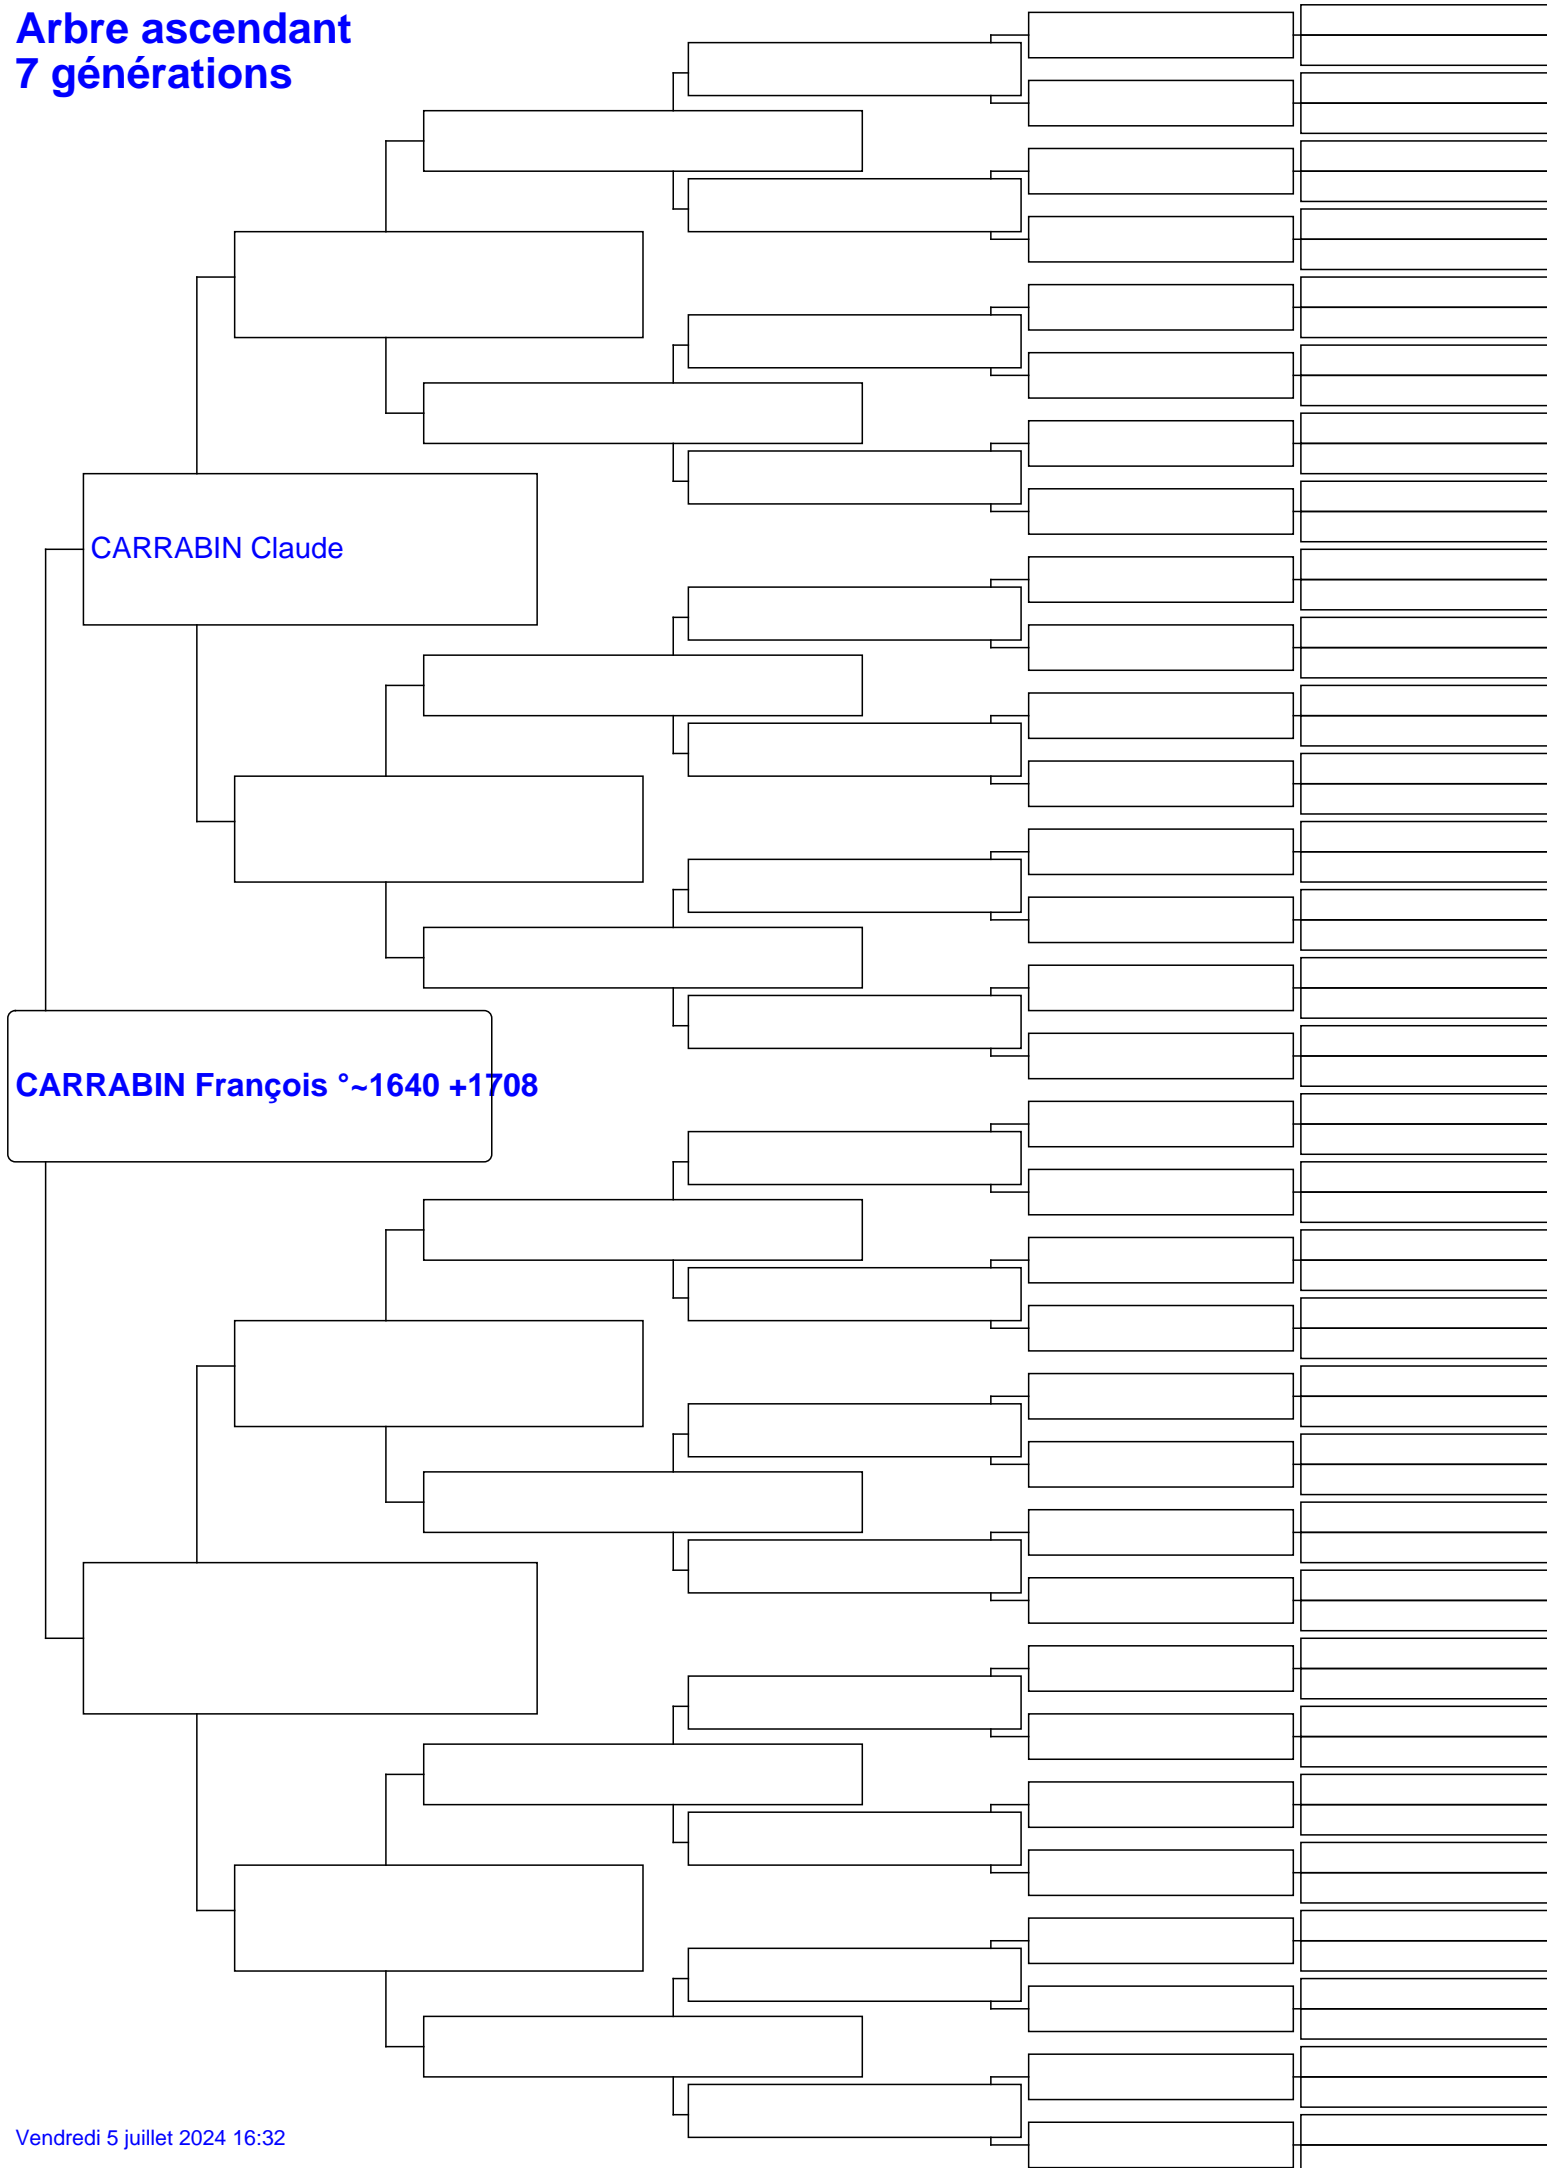 Arbre ascendant
7 générations
CARRABIN Claude
CARRABIN François °~1640 +1708
Vendredi 5 juillet 2024 16:32